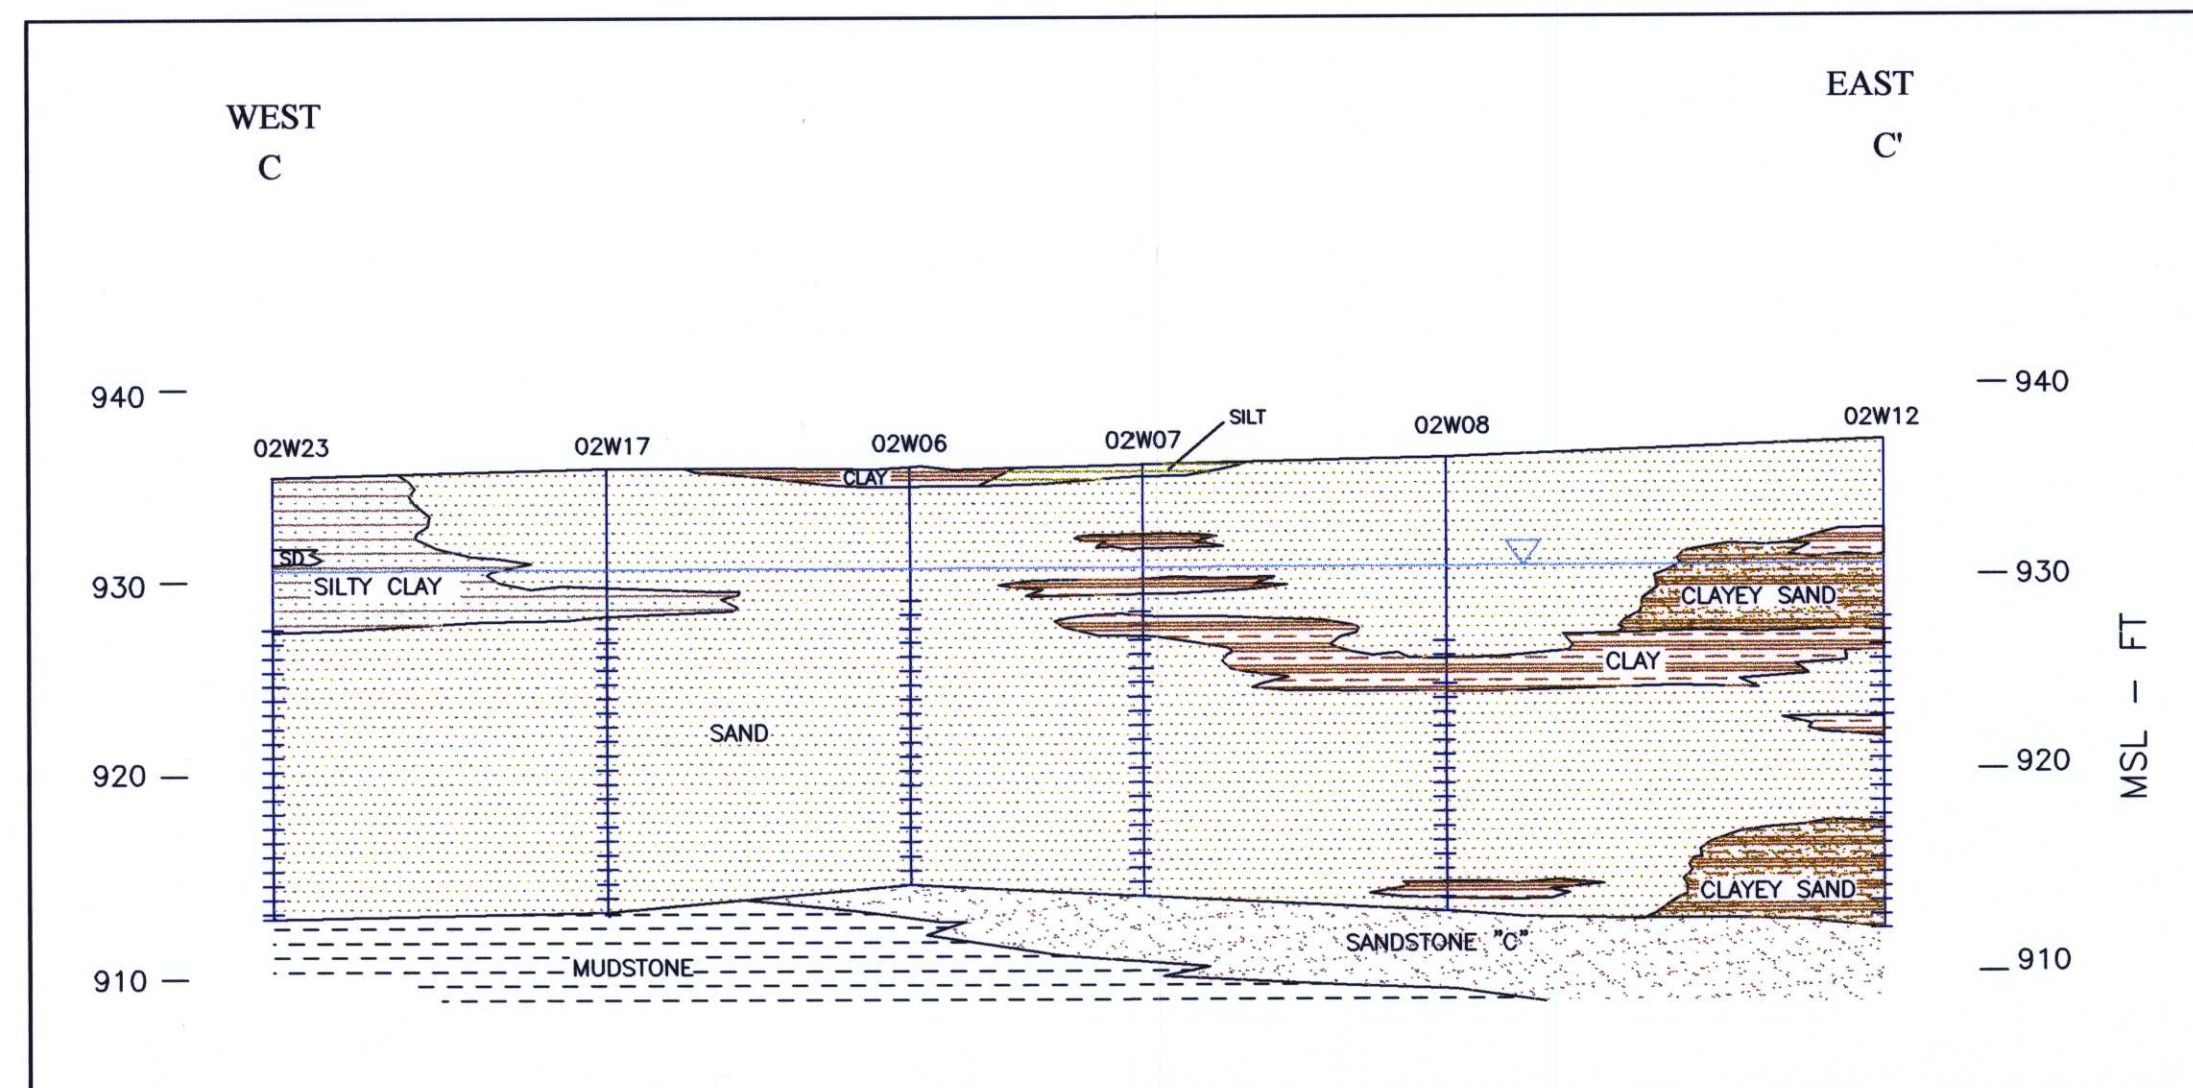 WEST
C
EAST
C'
940
940
02W23
02W17
02W06
02W07
SILT
02W08
02W12
CLAY
SD
930
930
SILTY CLAY
CLAYEY SAND
CLAY
SAND
920
920
MSL - FT
CLAYEY SAND
SANDSTONE "C"
MUDSTONE
910
910